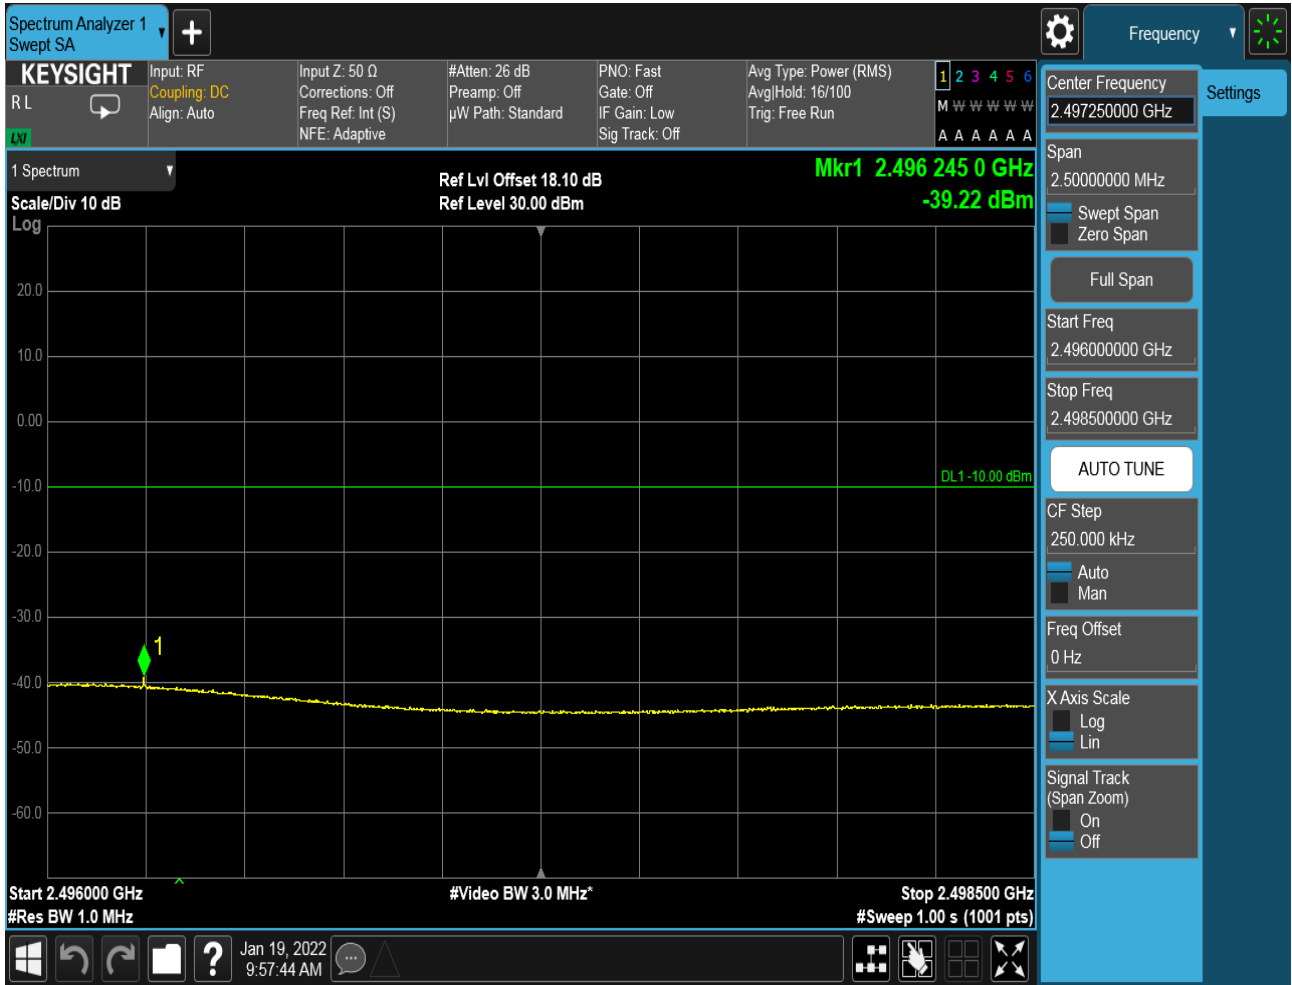 Spectrum Analyzer 1
Swept SA
Frequency
KEYSIGHT
R L
LXI
Input: RF
Coupling: DC
Align: Auto
Input Z: 50 Ω
Corrections: Off
Freq Ref: Int (S)
NFE: Adaptive
#Atten: 26 dB
Preamp: Off
µW Path: Standard
PNO: Fast
Gate: Off
IF Gain: Low
Sig Track: Off
Avg Type: Power (RMS)
Avg|Hold: 16/100
Trig: Free Run
1 2 3 4 5 6
M W W W W W
A A A A A A
1 Spectrum
Scale/Div 10 dB
Log
Ref Lvl Offset 18.10 dB
Ref Level 30.00 dBm
Mkr1 2.496 245 0 GHz
-39.22 dBm
20.0
10.0
0.00
DL1 -10.00 dBm
-10.0
-20.0
-30.0
1
-40.0
-50.0
-60.0
Start 2.496000 GHz
#Video BW 3.0 MHz*
Stop 2.498500 GHz
#Res BW 1.0 MHz
#Sweep 1.00 s (1001 pts)
?
Jan 19, 2022
9:57:44 AM
Center Frequency
2.497250000 GHz
Settings
Span
2.50000000 MHz
Swept Span
Zero Span
Full Span
Start Freq
2.496000000 GHz
Stop Freq
2.498500000 GHz
AUTO TUNE
CF Step
250.000 kHz
Auto
Man
Freq Offset
0 Hz
X Axis Scale
Log
Lin
Signal Track
(Span Zoom)
On
Off